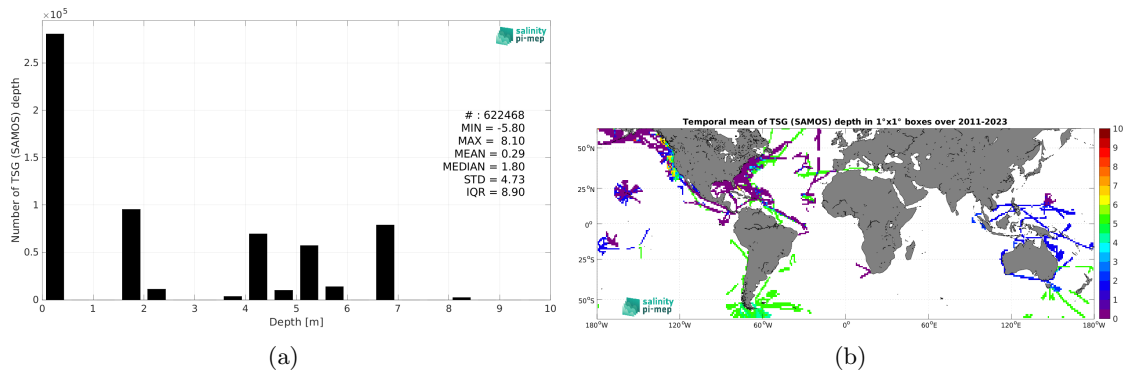 ×10⁵
2.5
2
1.5
1
0.5
0
0 1 2 3 4 5 6 7 8 9 10
Number of TSG (SAMOS) depth
Depth [m]
salinity
pi-mep
# : 622468
MIN = -5.80
MAX = 8.10
MEAN = 0.29
MEDIAN = 1.80
STD = 4.73
IQR = 8.90
(a)
Temporal mean of TSG (SAMOS) depth in 1°x1° boxes over 2011-2023
50°N
25°N
0°
25°S
50°S
180°W 120°W 60°W 0° 60°E 120°E 180°W
salinity
pi-mep
10
9
8
7
6
5
4
3
2
1
0
(b)